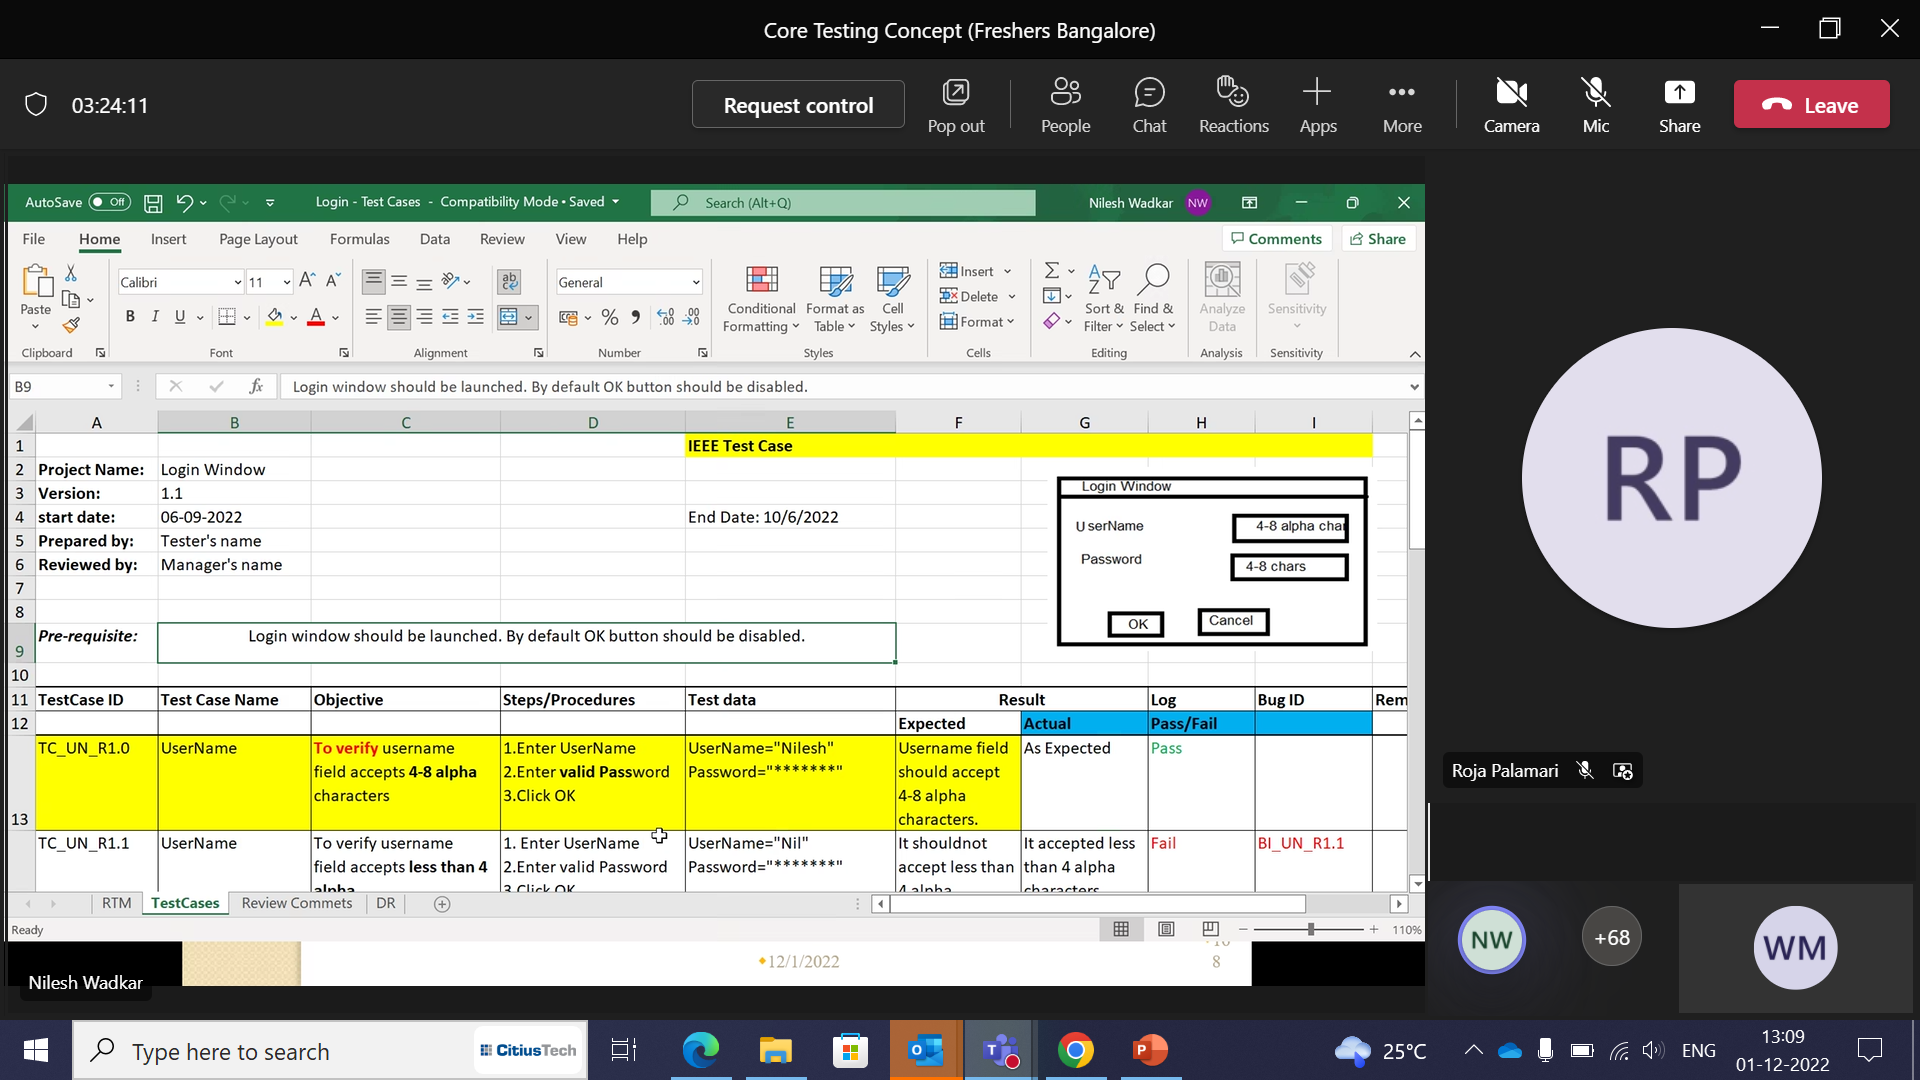 Core Testing Concept (Freshers Bangalore)
03:24:11
Request control
Pop out
People
Chat
Reactions
Apps
More
Camera
Mic
Share
Leave
AutoSave Off
Login - Test Cases - Compatibility Mode • Saved
Search (Alt+Q)
Nilesh Wadkar NW
File Home Insert Page Layout Formulas Data Review View Help
Comments Share
Paste
Calibri 11
B I U
ab
General
Conditional Formatting
Format as Table
Cell Styles
Insert
Delete
Format
Sort & Filter
Find & Select
Analyze Data
Sensitivity
Clipboard Font Alignment Number Styles Cells Editing Analysis Sensitivity
B9 fx Login window should be launched. By default OK button should be disabled.
A B C D E F G H I
1 IEEE Test Case
2 Project Name: Login Window
3 Version: 1.1
4 start date: 06-09-2022 End Date: 10/6/2022
5 Prepared by: Tester's name
6 Reviewed by: Manager's name
7
8
9 Pre-requisite: Login window should be launched. By default OK button should be disabled.
Login Window
UserName 4-8 alpha char
Password 4-8 chars
OK Cancel
10
11 TestCase ID Test Case Name Objective Steps/Procedures Test data Result Log Bug ID Rem
12 Expected Actual Pass/Fail
13 TC_UN_R1.0 UserName To verify username field accepts 4-8 alpha characters
1.Enter UserName
2.Enter valid Password
3.Click OK
UserName="Nilesh"
Password="*******"
Username field should accept 4-8 alpha characters.
As Expected
Pass
TC_UN_R1.1 UserName To verify username field accepts less than 4 alpha
1. Enter UserName
2.Enter valid Password
3.Click OK
UserName="Nil"
Password="*******"
It shouldnot accept less than 4 alpha
It accepted less than 4 alpha characters
Fail
BI_UN_R1.1
RTM TestCases Review Commets DR
Ready
110%
12/1/2022
8
Nilesh Wadkar
RP
Roja Palamari
NW
+68
WM
Type here to search
CitiusTech
25°C
ENG
13:09
01-12-2022